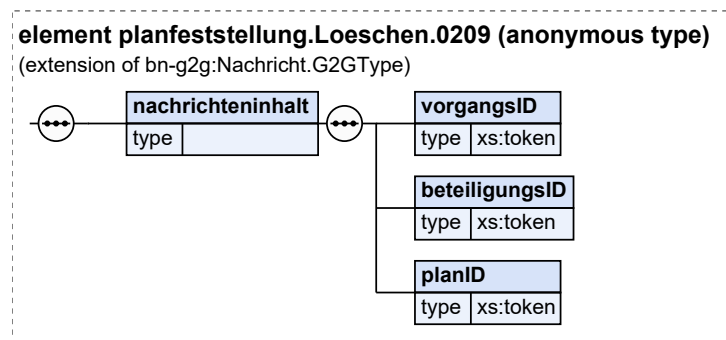 element planfeststellung.Loeschen.0209 (anonymous type)
(extension of bn-g2g:Nachricht.G2GType)
nachrichteninhalt
type
vorgangsID
type xs:token
beteiligungsID
type xs:token
planID
type xs:token